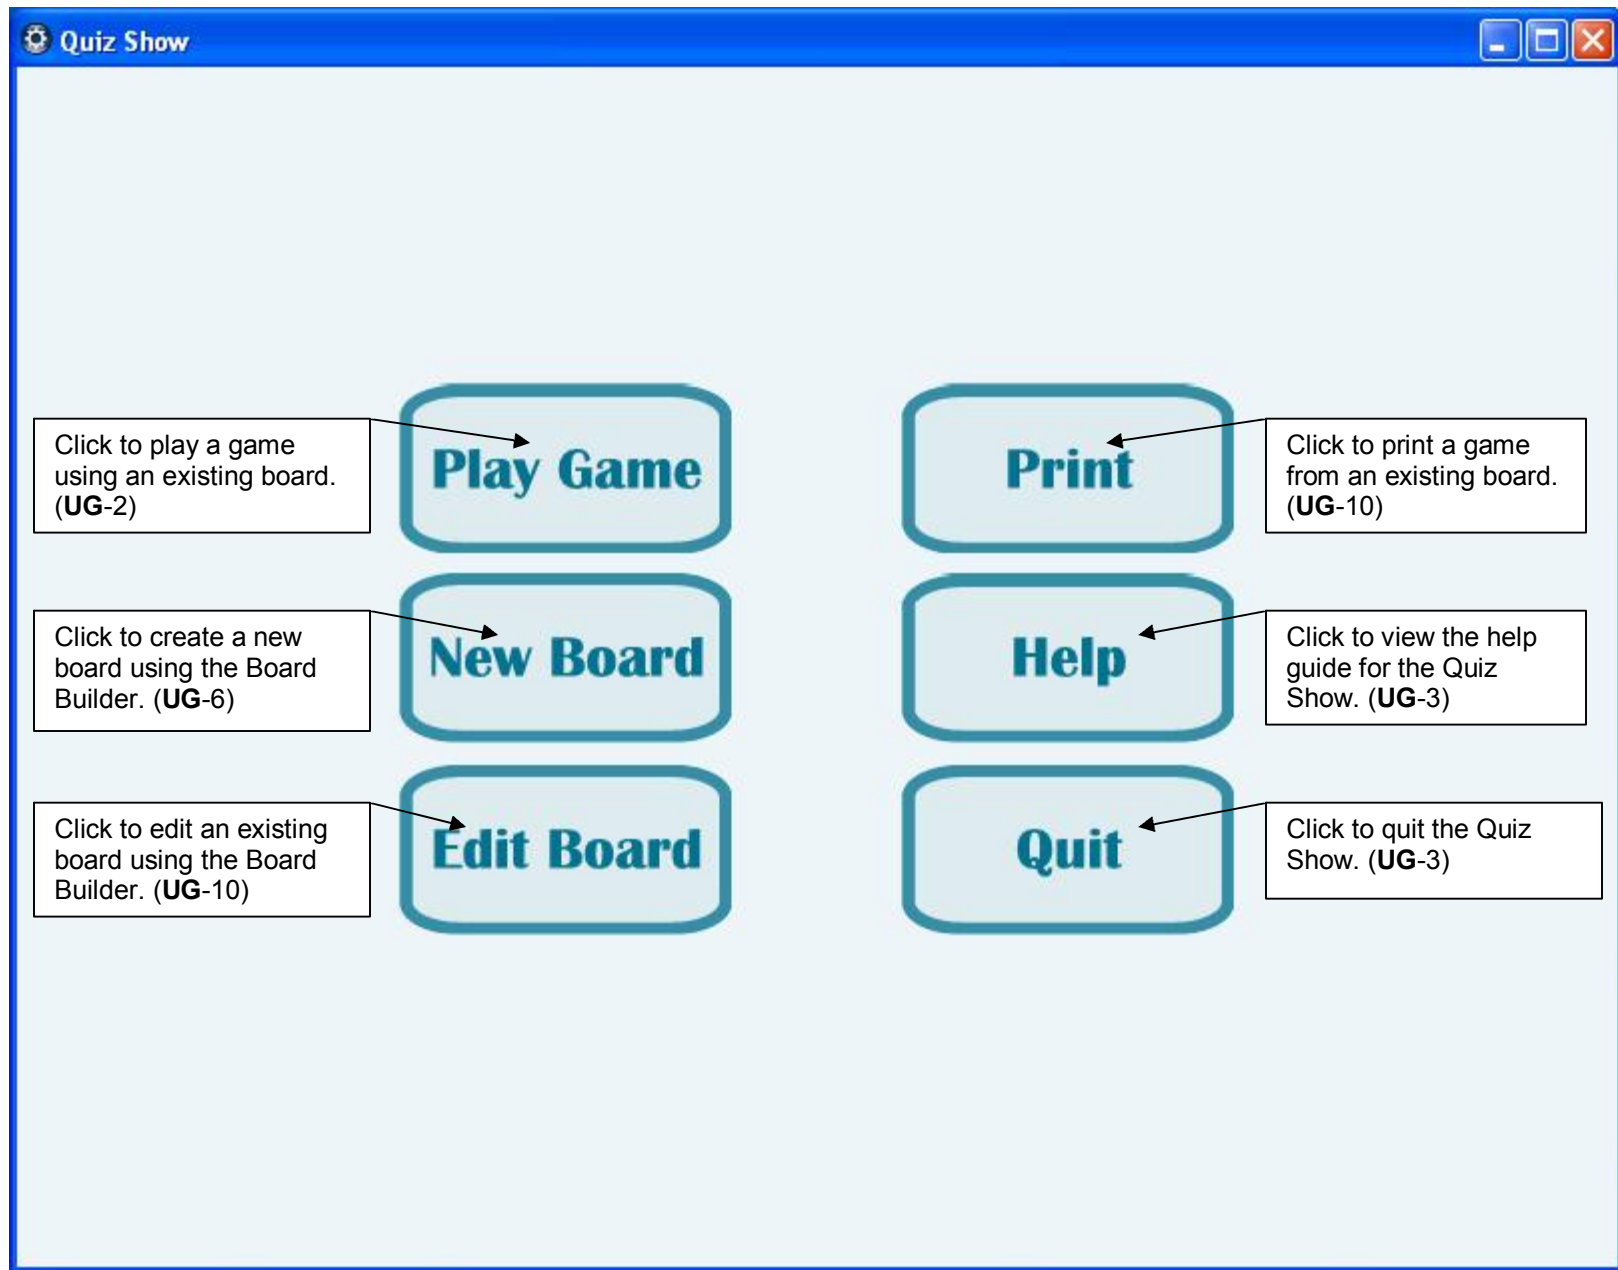 Quiz Show
Click to play a game
using an existing board.
(UG-2)
Play Game
Print
Click to print a game
from an existing board.
(UG-10)
Click to create a new
board using the Board
Builder. (UG-6)
New Board
Help
Click to view the help
guide for the Quiz
Show. (UG-3)
Click to edit an existing
board using the Board
Builder. (UG-10)
Edit Board
Quit
Click to quit the Quiz
Show. (UG-3)